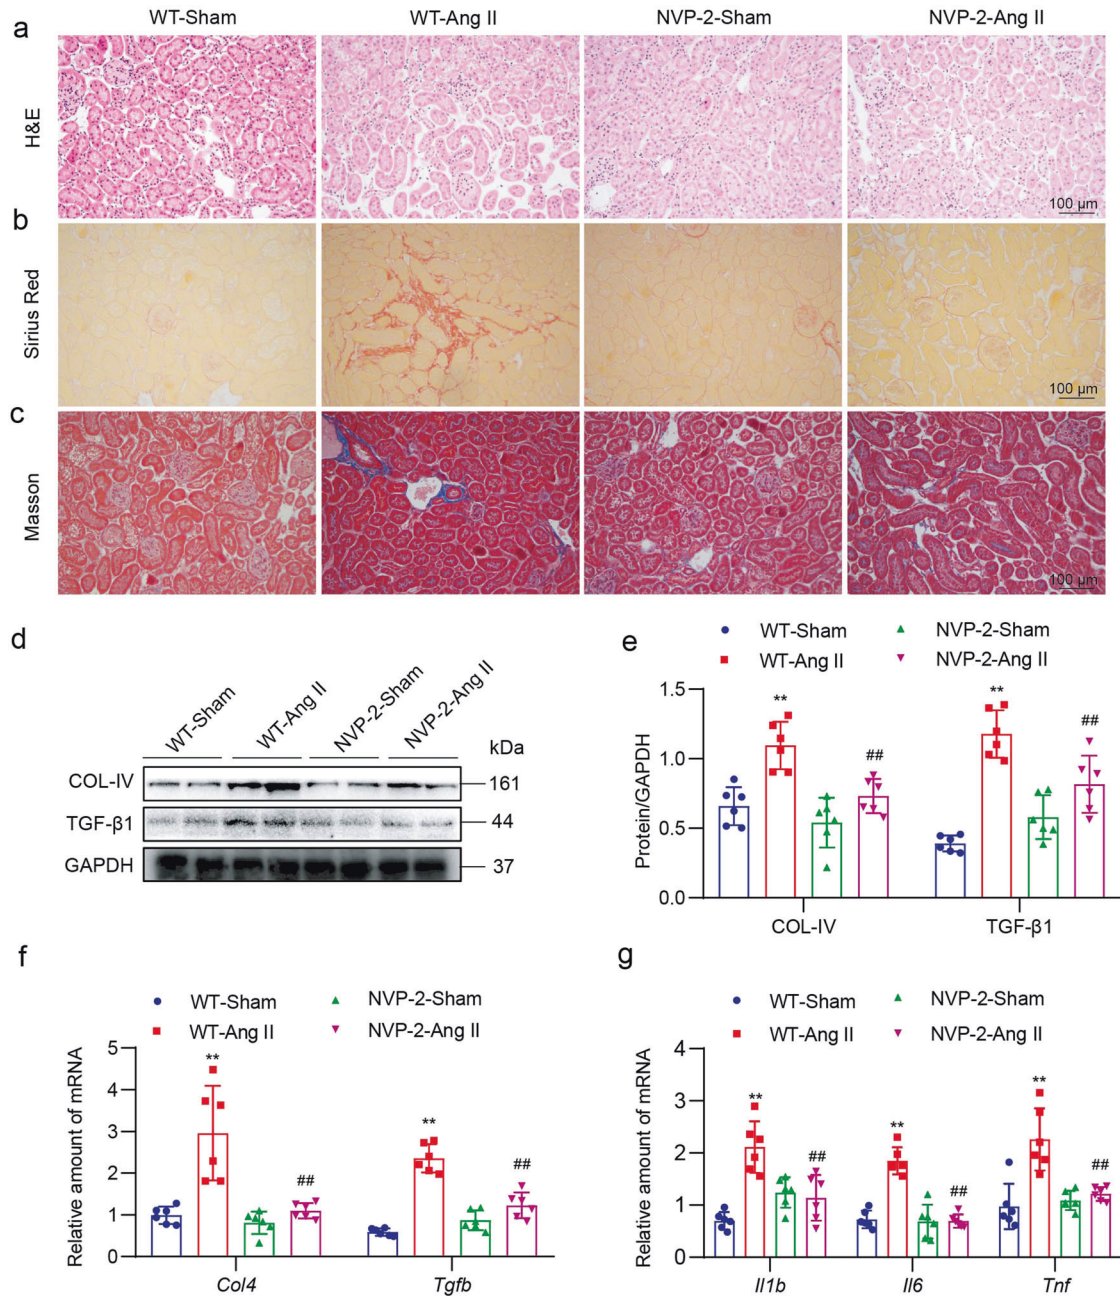 a
WT-Sham
WT-Ang II
NVP-2-Sham
NVP-2-Ang II
H&E
100 µm
b
Sirius Red
100 µm
c
Masson
100 µm
d
WT-Sham
WT-Ang II
NVP-2-Sham
NVP-2-Ang II
kDa
COL-IV
161
TGF-β1
44
GAPDH
37
e
WT-Sham
NVP-2-Sham
WT-Ang II
NVP-2-Ang II
Protein/GAPDH
1.5
1.0
0.5
0.0
**
##
**
##
COL-IV
TGF-β1
f
WT-Sham
NVP-2-Sham
WT-Ang II
NVP-2-Ang II
Relative amount of mRNA
5
4
3
2
1
0
**
##
**
##
Col4
Tgfb
g
WT-Sham
NVP-2-Sham
WT-Ang II
NVP-2-Ang II
Relative amount of mRNA
4
3
2
1
0
**
##
**
##
**
##
Il1b
Il6
Tnf